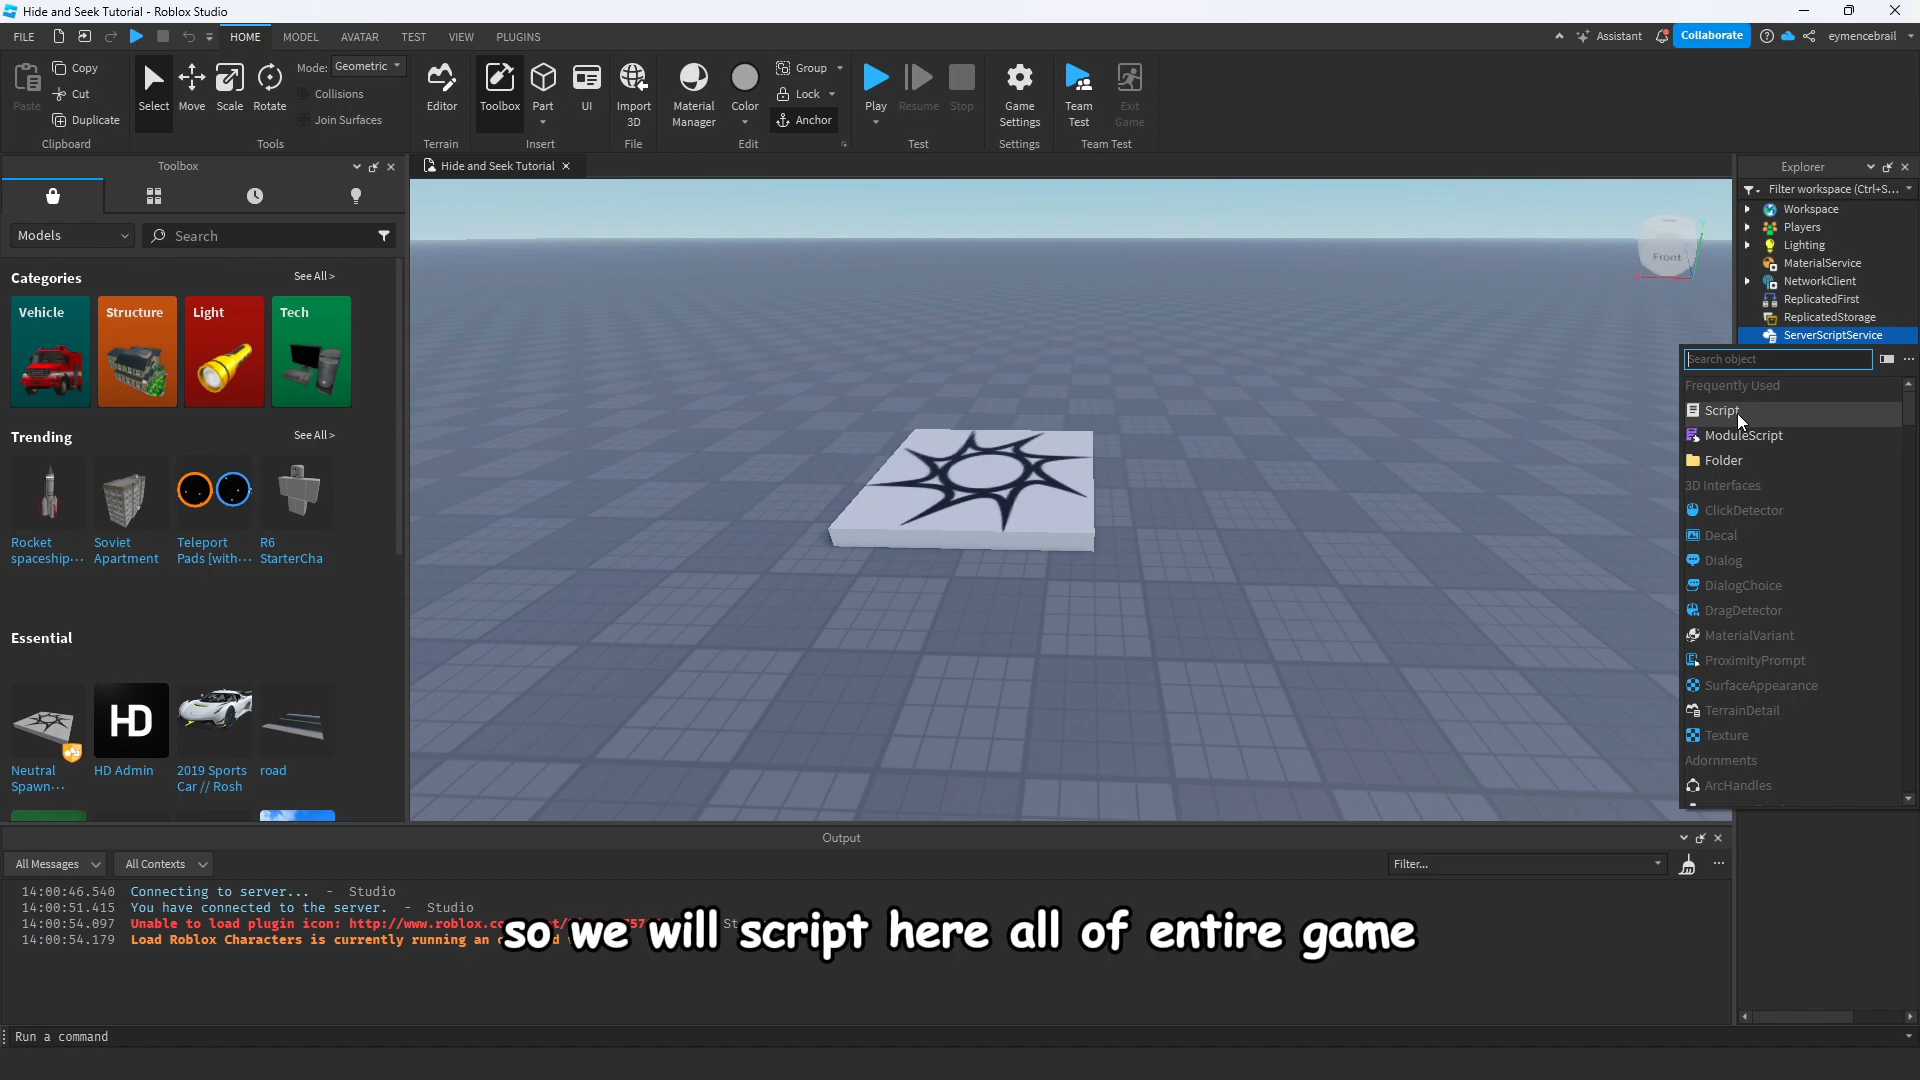 Hide and Seek Tutorial - Roblox Studio
FILE
HOME
MODEL
AVATAR
TEST
VIEW
PLUGINS
Assistant
Collaborate
eymencebrail
Paste
Copy
Cut
Duplicate
Clipboard
Select
Move
Scale
Rotate
Mode: Geometric
Collisions
Join Surfaces
Tools
Editor
Terrain
Toolbox
Part
UI
Insert
Import 3D
File
Material Manager
Color
Group
Lock
Anchor
Edit
Play
Resume
Stop
Test
Game Settings
Settings
Team Test
Exit Game
Team Test
Toolbox
Models
Search
Categories
See All >
Vehicle
Structure
Light
Tech
Trending
See All >
Rocket spaceship...
Soviet Apartment
Teleport Pads [with...
R6 StarterCha
Essential
HD
Neutral Spawn...
HD Admin
2019 Sports Car // Rosh
road
Hide and Seek Tutorial
Front
Explorer
Filter workspace (Ctrl+S...
Workspace
Players
Lighting
MaterialService
NetworkClient
ReplicatedFirst
ReplicatedStorage
ServerScriptService
Search object
Frequently Used
Script
ModuleScript
Folder
3D Interfaces
ClickDetector
Decal
Dialog
DialogChoice
DragDetector
MaterialVariant
ProximityPrompt
SurfaceAppearance
TerrainDetail
Texture
Adornments
ArcHandles
Output
All Messages
All Contexts
Filter...
14:00:46.540 Connecting to server... - Studio
14:00:51.415 You have connected to the server. - Studio
14:00:54.097 Unable to load plugin icon: http://www.roblox.co
14:00:54.179 Load Roblox Characters is currently running an
so we will script here all of entire game
Run a command